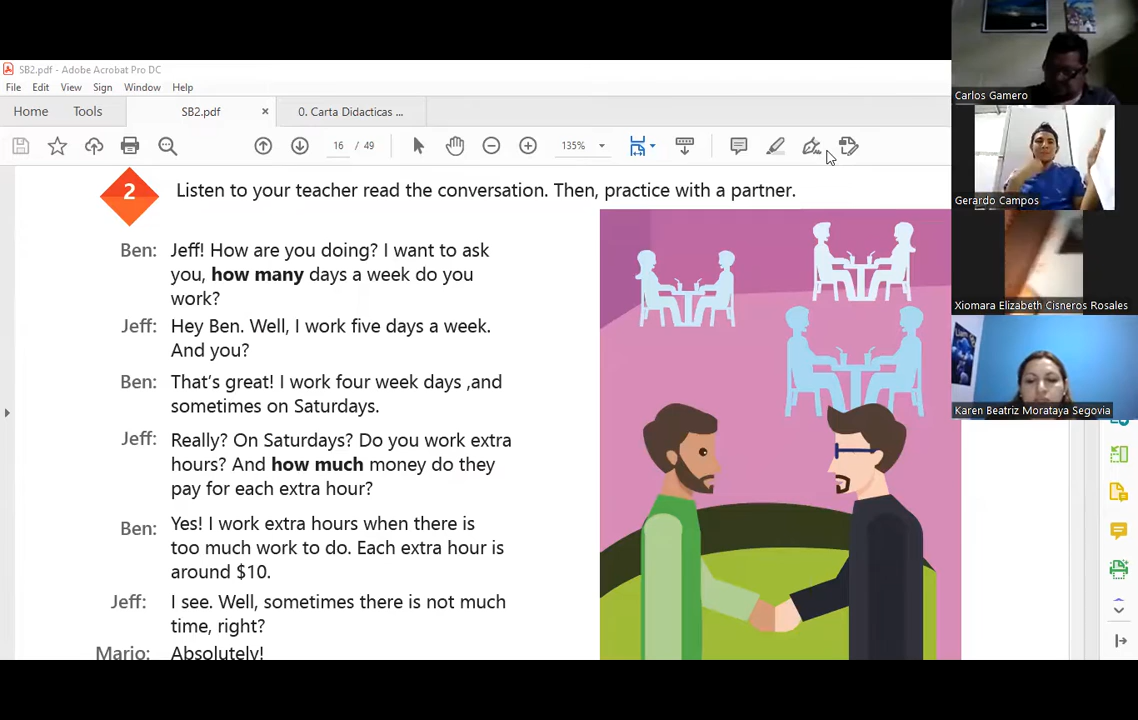 SB2.pdf - Adobe Acrobat Pro DC
File Edit View Sign Window Help
Home Tools SB2.pdf × 0. Carta Didacticas ...
16 / 49 135%
2 Listen to your teacher read the conversation. Then, practice with a partner.
Ben: Jeff! How are you doing? I want to ask
you, how many days a week do you
work?
Jeff: Hey Ben. Well, I work five days a week.
And you?
Ben: That's great! I work four week days ,and
sometimes on Saturdays.
Jeff: Really? On Saturdays? Do you work extra
hours? And how much money do they
pay for each extra hour?
Ben: Yes! I work extra hours when there is
too much work to do. Each extra hour is
around $10.
Jeff: I see. Well, sometimes there is not much
time, right?
Mario: Absolutely!
Carlos Gamero
Gerardo Campos
Xiomara Elizabeth Cisneros Rosales
Karen Beatriz Morataya Segovia